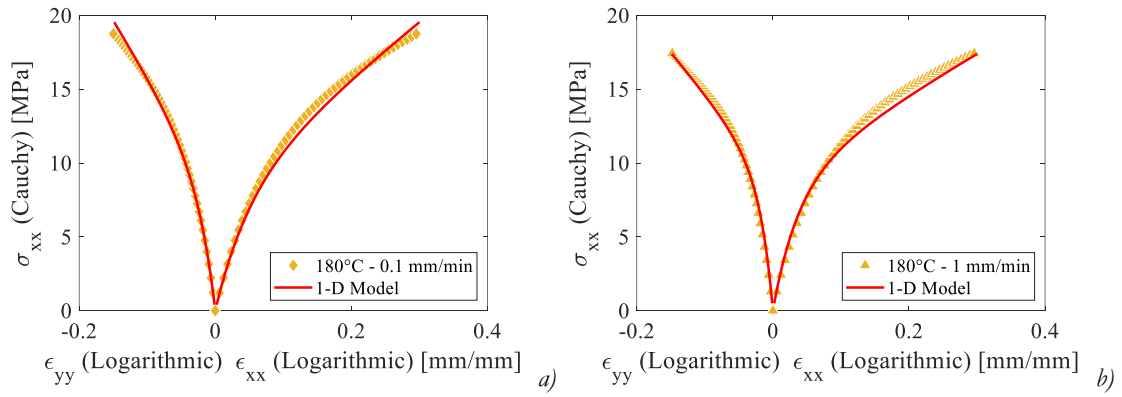 20
15
10
5
0
-0.2
0
0.2
0.4
σxx (Cauchy) [MPa]
180°C - 0.1 mm/min
1-D Model
ϵyy (Logarithmic) ϵxx (Logarithmic) [mm/mm]
a)
20
15
10
5
0
-0.2
0
0.2
0.4
σxx (Cauchy) [MPa]
180°C - 1 mm/min
1-D Model
ϵyy (Logarithmic) ϵxx (Logarithmic) [mm/mm]
b)